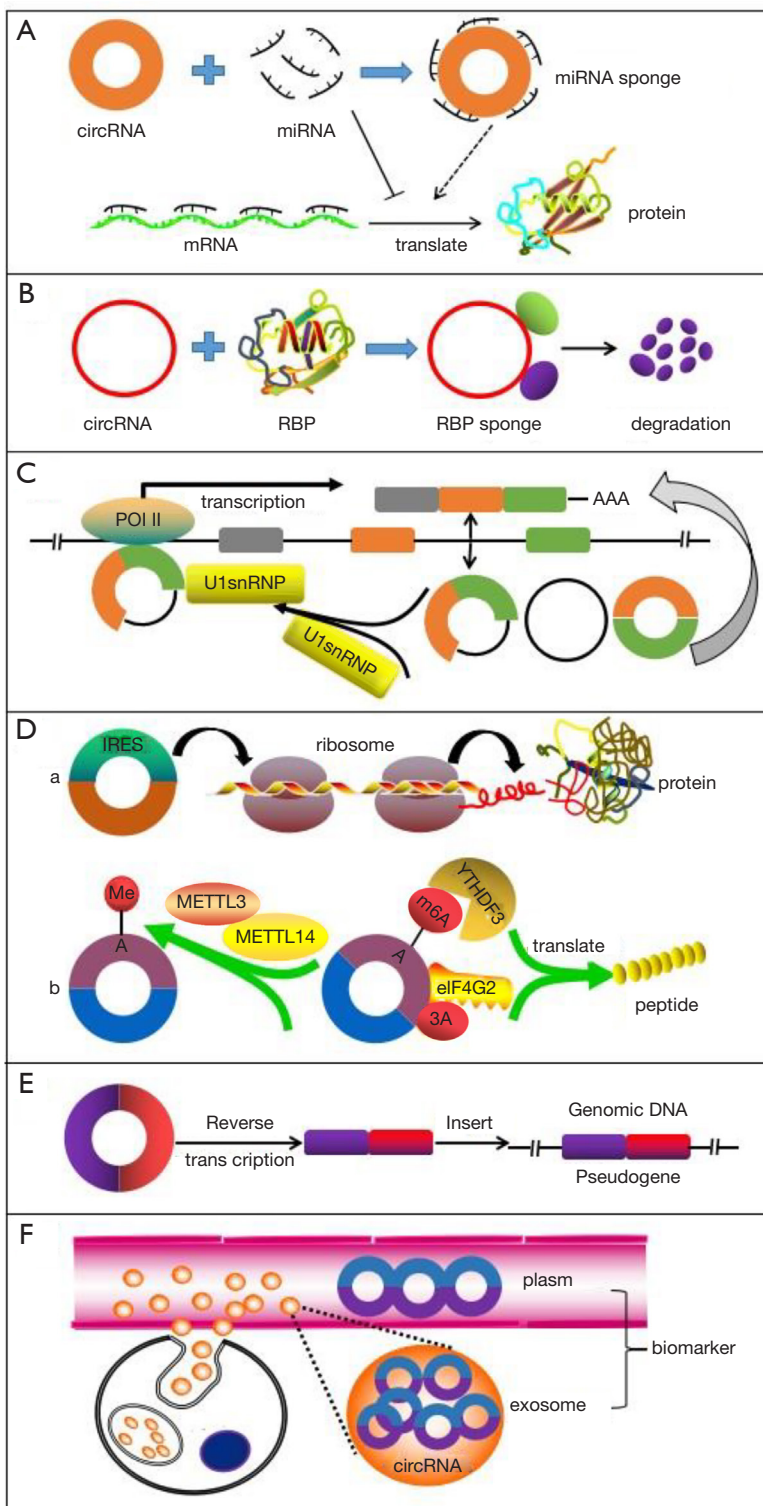 A
circRNA
miRNA
miRNA sponge
mRNA
translate
protein
B
circRNA
RBP
RBP sponge
degradation
C
transcription
AAA
POI II
U1snRNP
U1snRNP
D
a
IRES
ribosome
protein
b
Me
A
METTL3
METTL14
m6A
YTHDF3
A
eIF4G2
3A
translate
peptide
E
Reverse
trans cription
Insert
Genomic DNA
Pseudogene
F
plasm
biomarker
exosome
circRNA